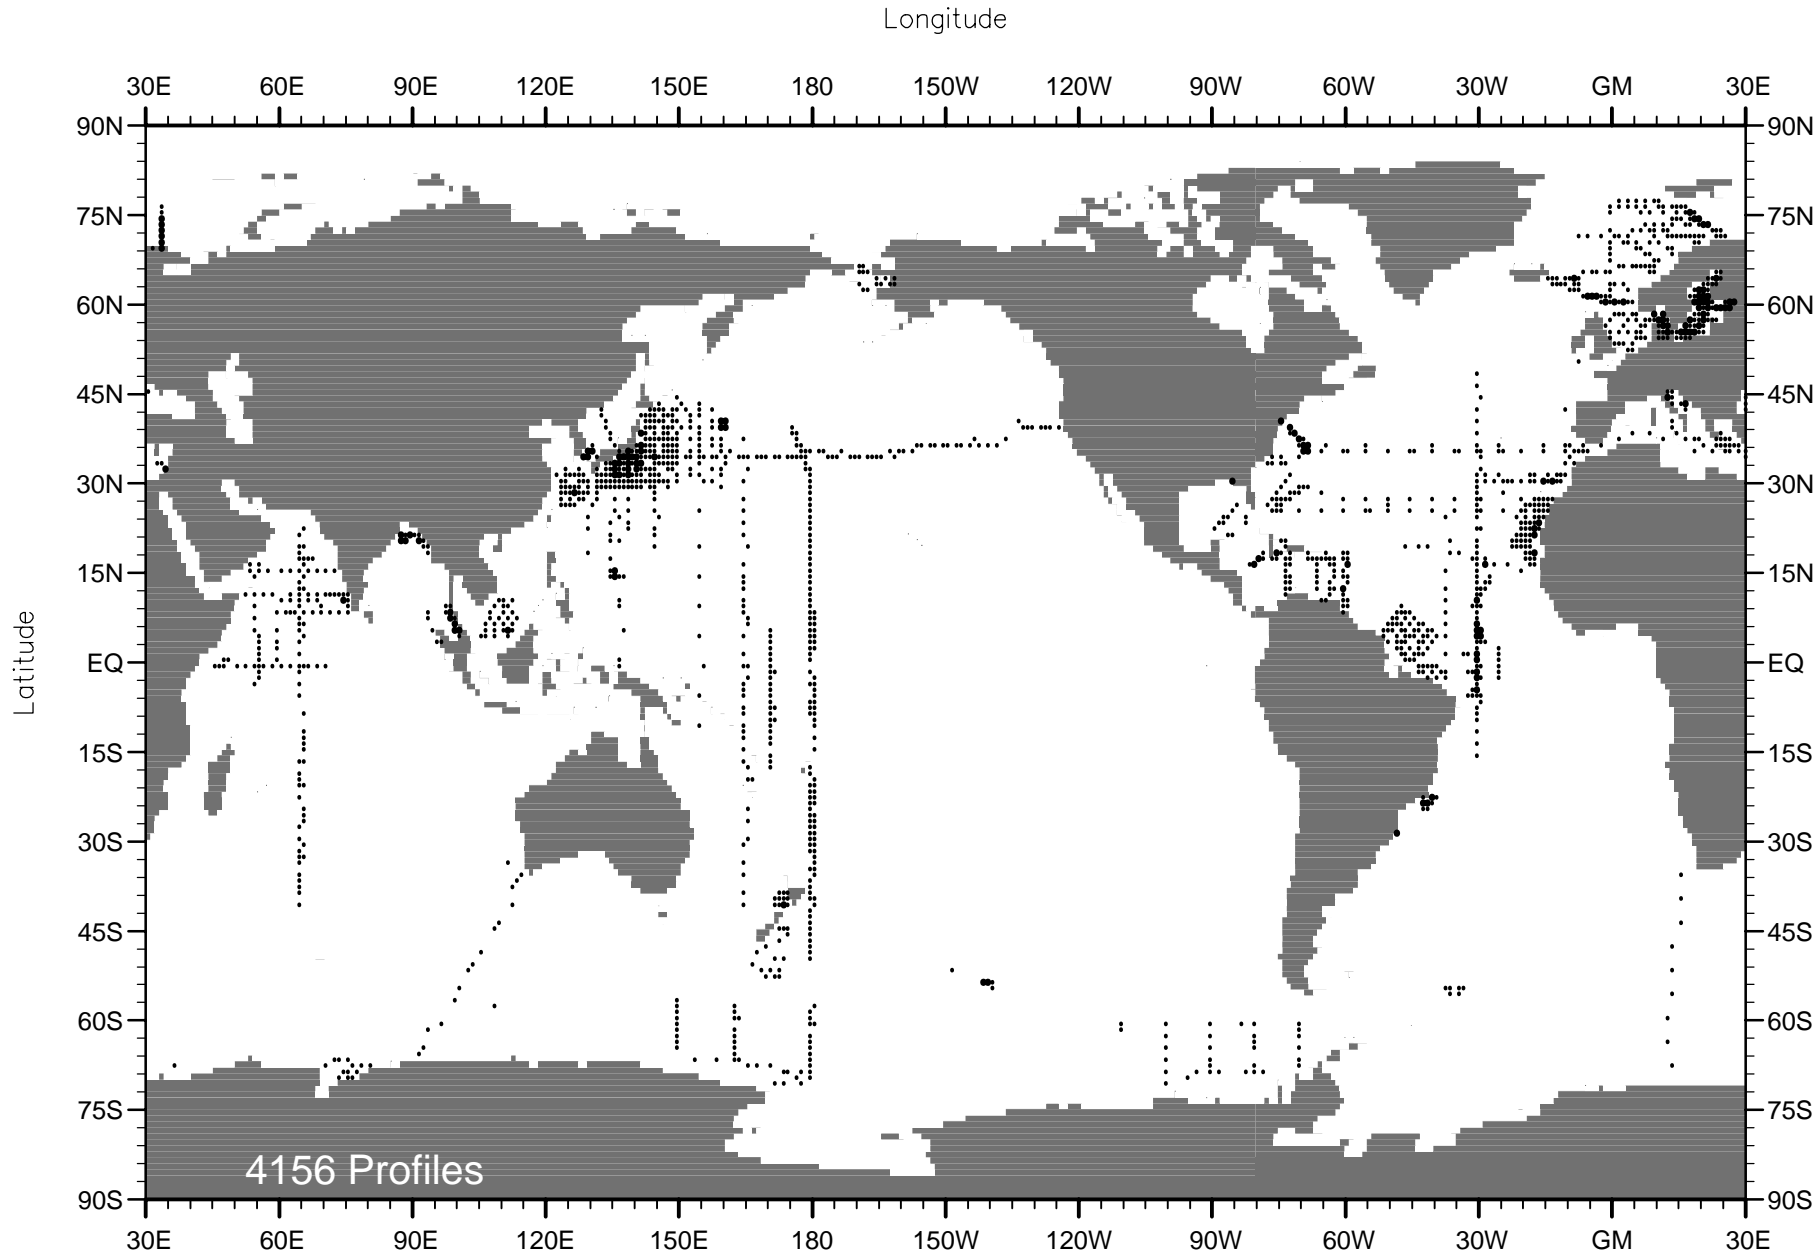 Longitude
30E 60E 90E 120E 150E 180 150W 120W 90W 60W 30W GM 30E
90N 90N
75N 75N
60N 60N
45N 45N
30N 30N
15N 15N
Latitude
EQ EQ
15S 15S
30S 30S
45S 45S
60S 60S
75S 75S
4156 Profiles
90S 90S
30E 60E 90E 120E 150E 180 150W 120W 90W 60W 30W GM 30E